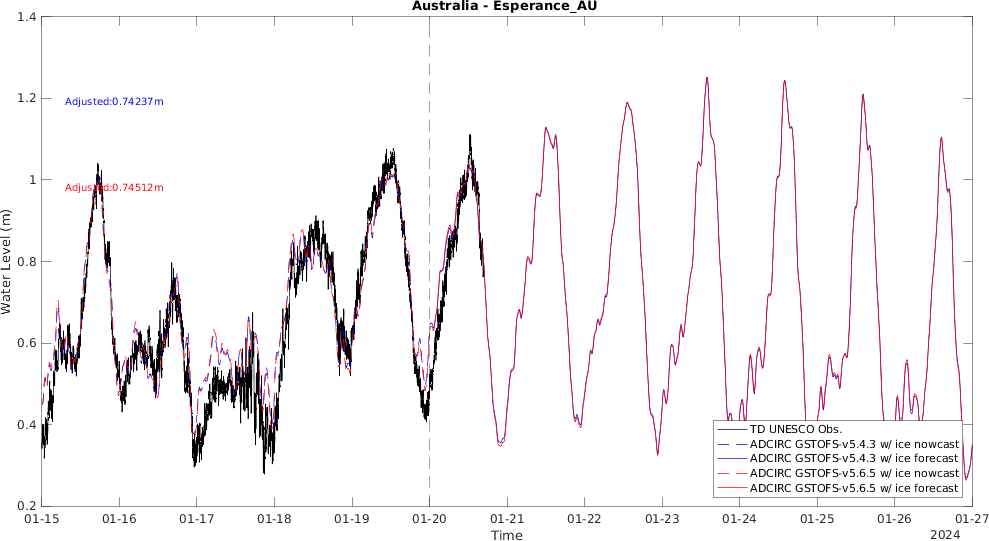 Australia - Esperance_AU
Water Level (m)
1.4
1.2
1
0.8
0.6
0.4
0.2
Adjusted:0.74237m
Adjusted:0.74512m
TD UNESCO Obs.
ADCIRC GSTOFS-v5.4.3 w/ ice nowcast
ADCIRC GSTOFS-v5.4.3 w/ ice forecast
ADCIRC GSTOFS-v5.6.5 w/ ice nowcast
ADCIRC GSTOFS-v5.6.5 w/ ice forecast
01-15 01-16 01-17 01-18 01-19 01-20 01-21 01-22 01-23 01-24 01-25 01-26 01-27
Time
2024